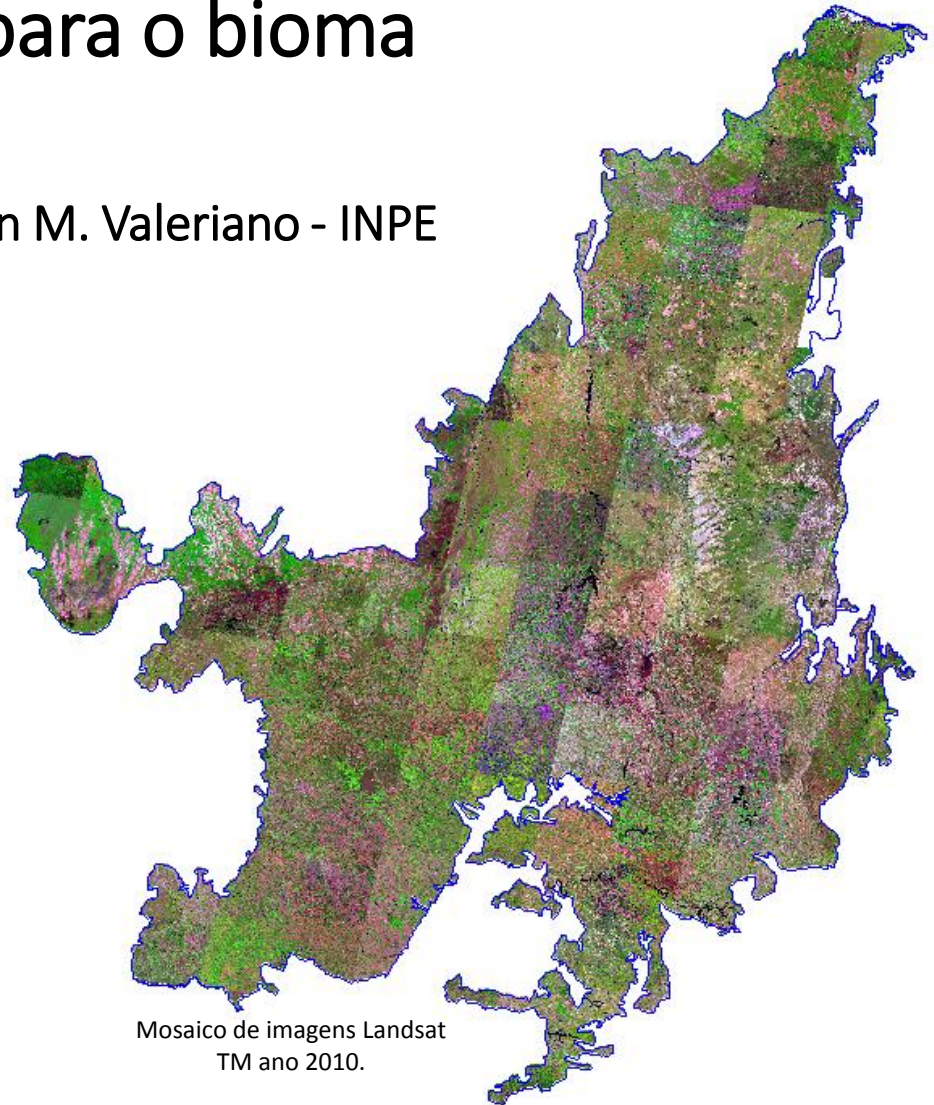 para o bioma
n M. Valeriano - INPE
Mosaico de imagens Landsat
TM ano 2010.